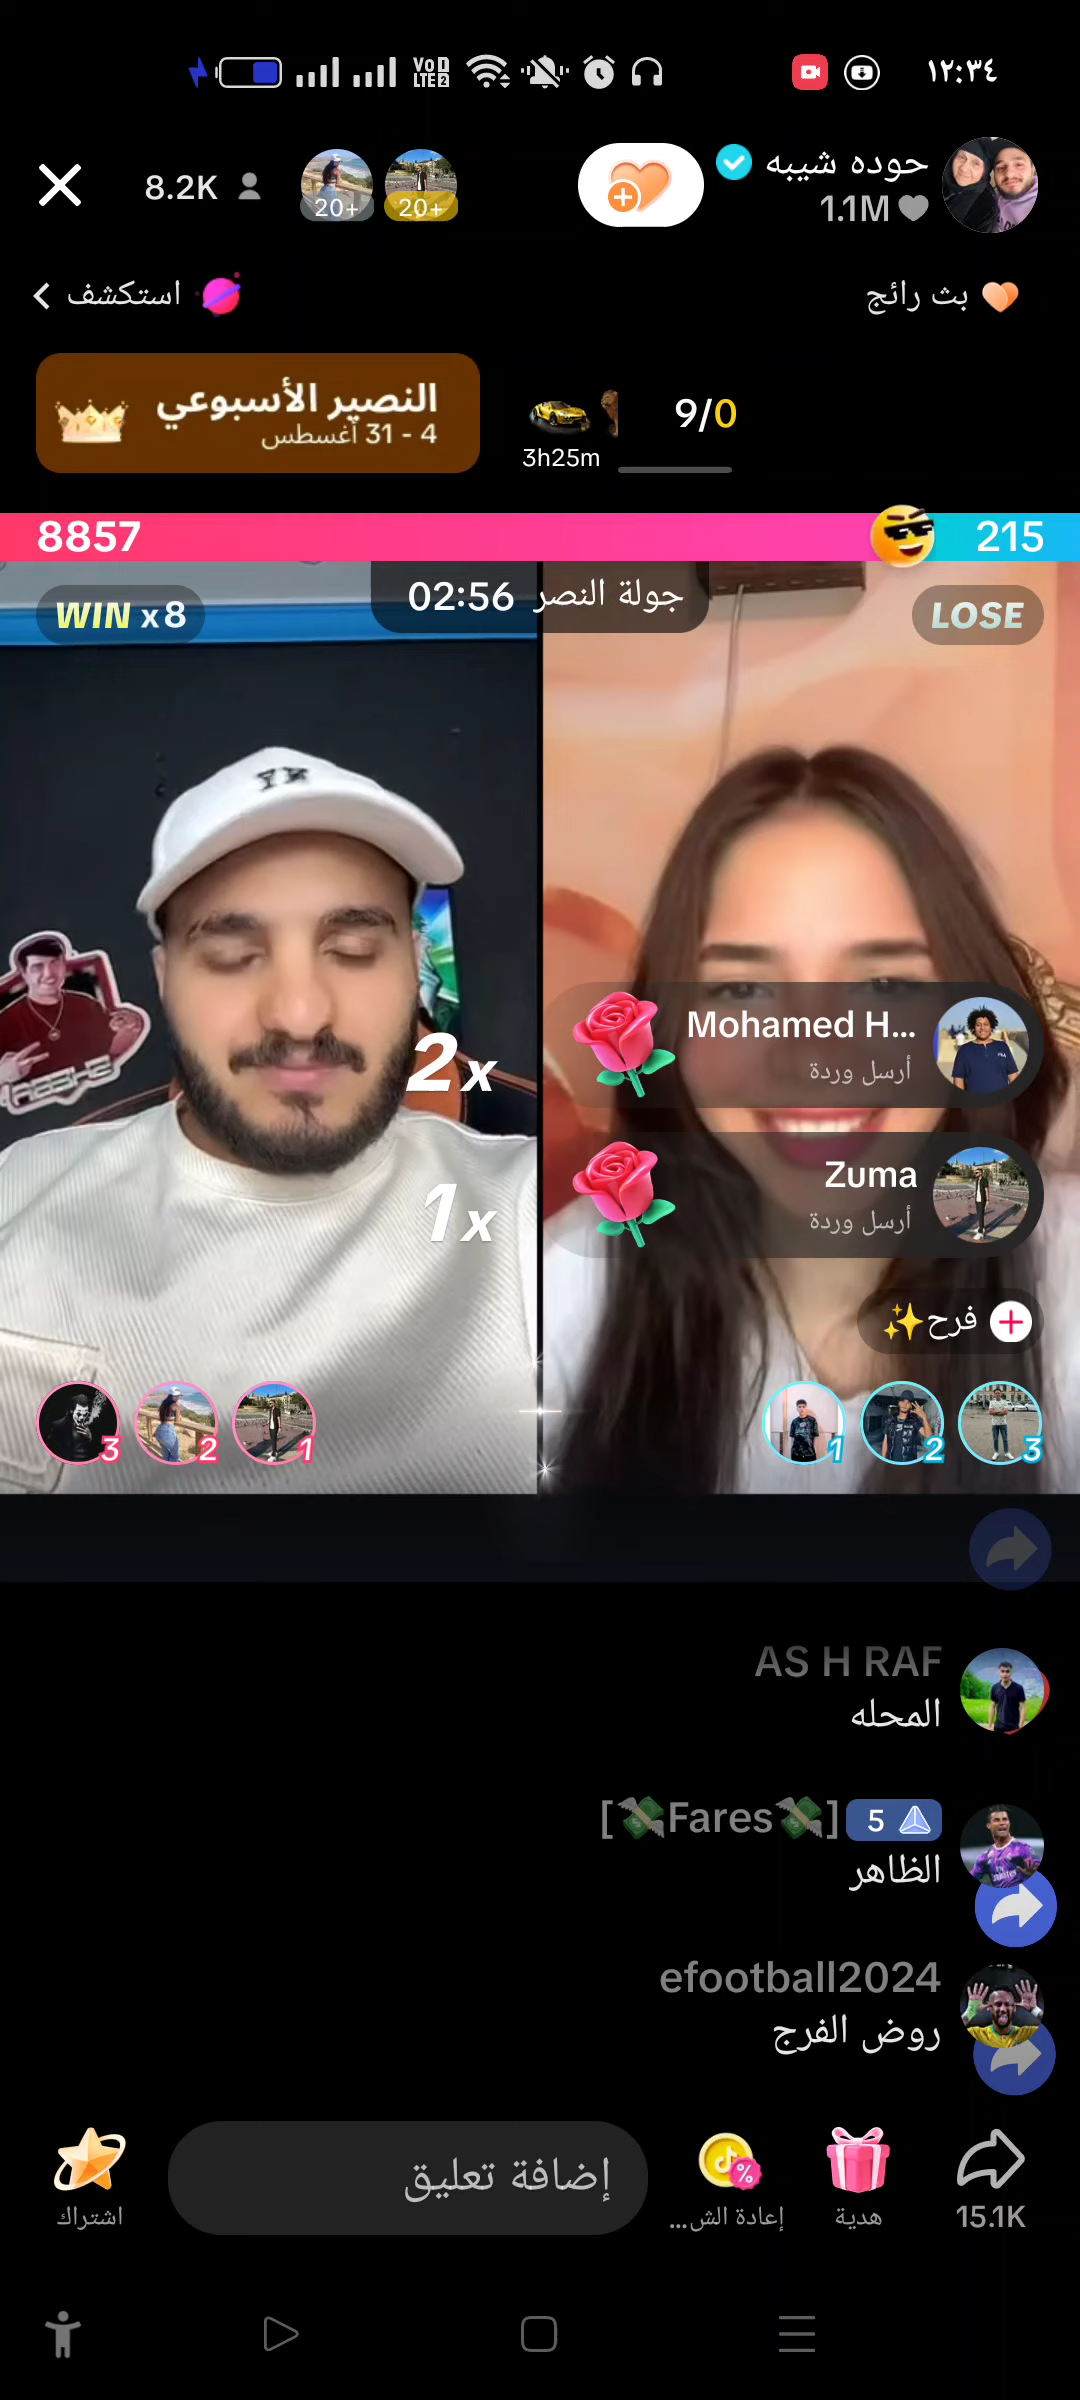 ١٢:٣٤
VoD LTE 2
حوده شيبه
1.1M
20+
20+
8.2K
بث رائج
استكشف
النصير الأسبوعي
4 - 31 أغسطس
3h25m
9/0
8857
215
WIN x8
02:56 جولة النصر
LOSE
2x
Mohamed H...
أرسل وردة
1x
Zuma
أرسل وردة
فرح✨
3
2
1
1
2
3
AS H RAF
المحله
[💸Fares💸] 5
الظاهر
efootball2024
روض الفرج
إضافة تعليق
اشتراك
إعادة الش...
هدية
15.1K